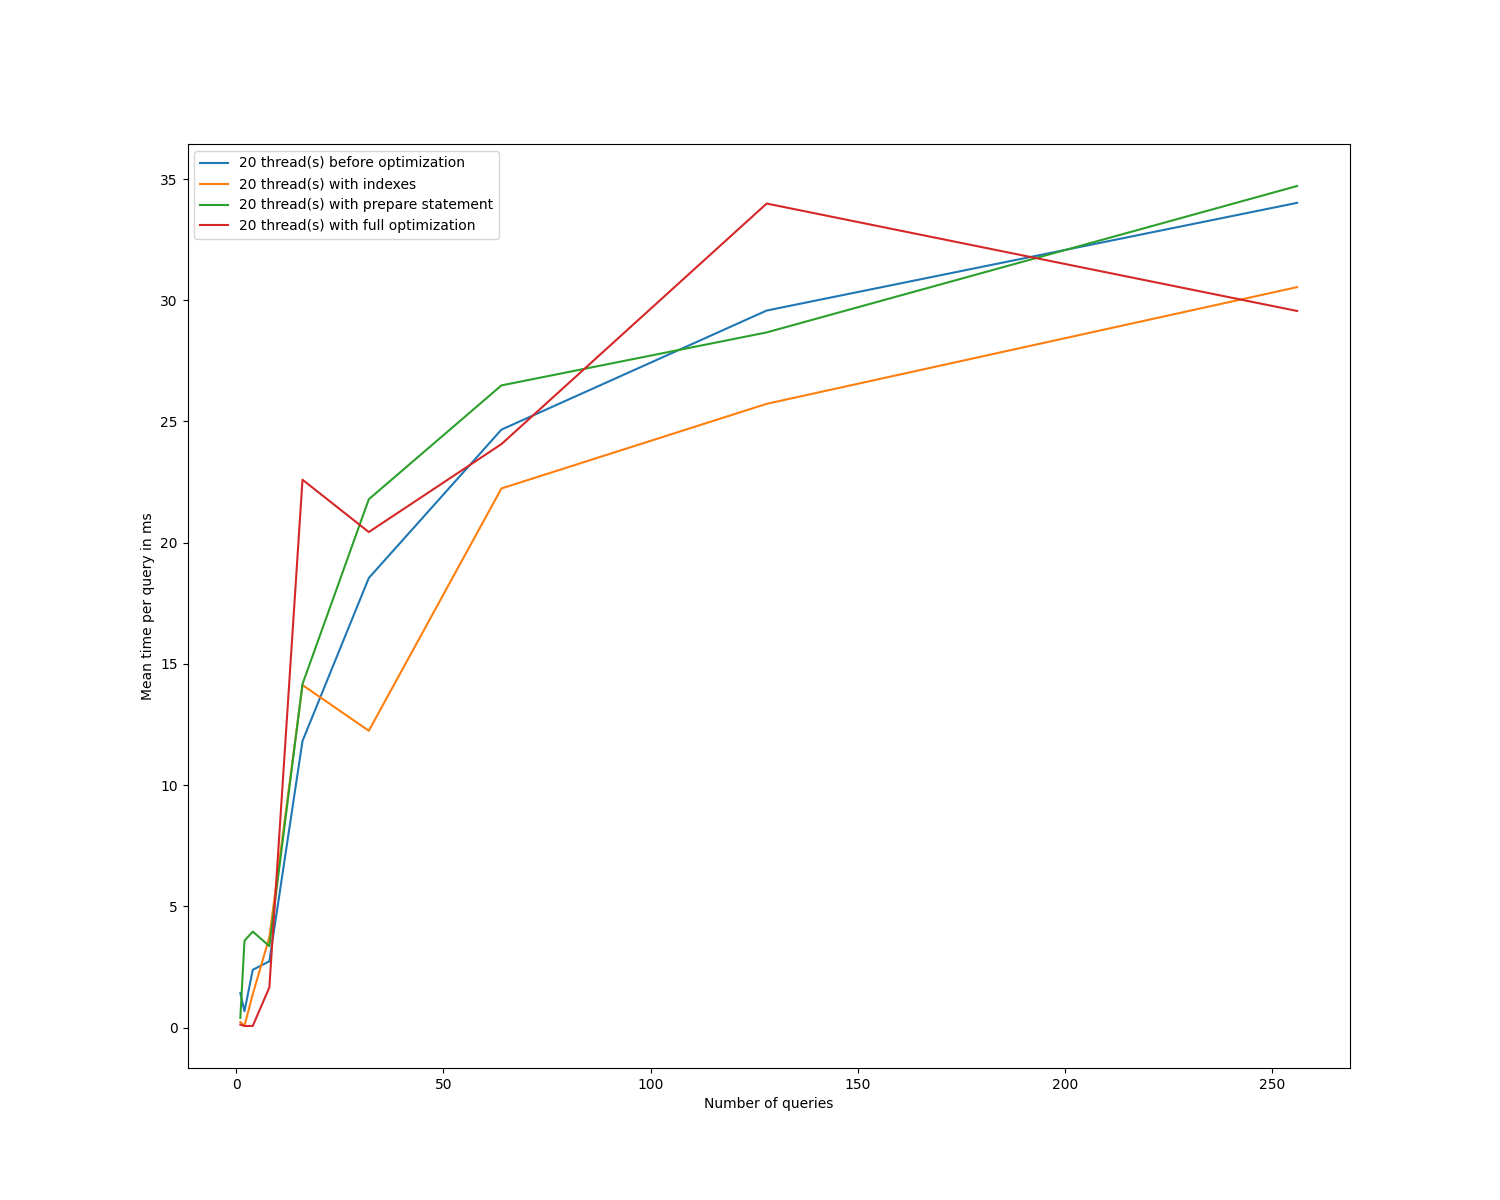 20 thread(s) before optimization
20 thread(s) with indexes
20 thread(s) with prepare statement
20 thread(s) with full optimization
35
30
25
20
15
10
5
0
Mean time per query in ms
0 50 100 150 200 250
Number of queries